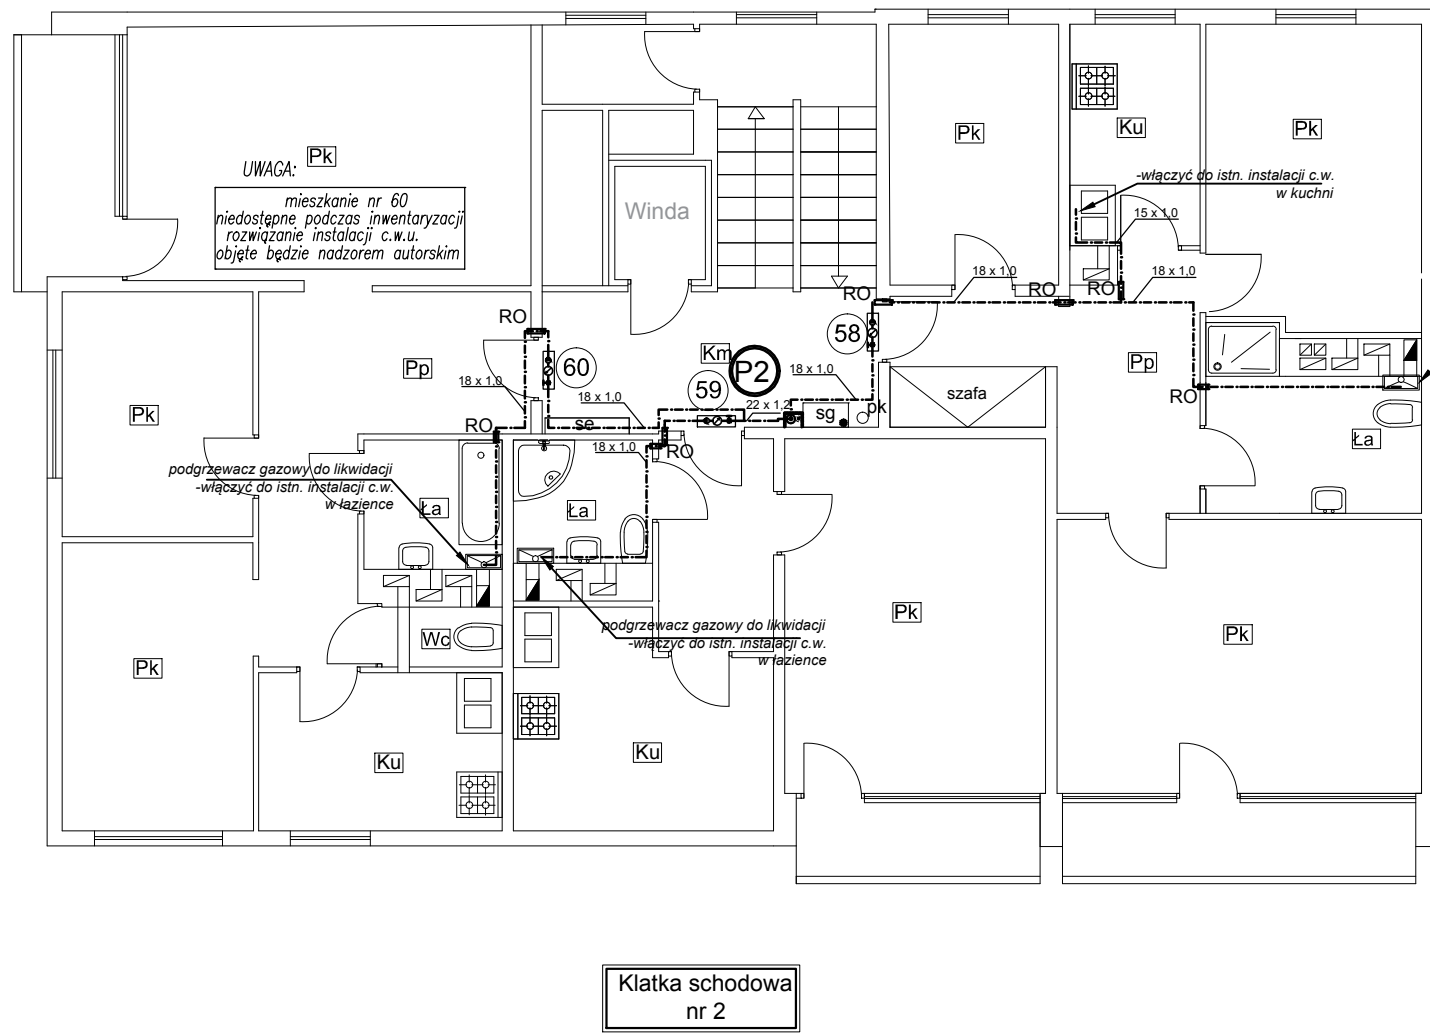 Pk
UWAGA:
mieszkanie nr 60
niedostępne podczas inwentaryzacji
rozwiązanie instalacji c.w.u.
objęte będzie nadzorem autorskim
Winda
Pk
Ku
Pk
-włączyć do istn. instalacji c.w.
w kuchni
15 x 1,0
18 x 1,0
18 x 1,0
RO
RO
RO
RO
58
60
Km
P2
59
Pp
Pk
18 x 1,0
18 x 1,0
18 x 1,0
22 x 1,2
se
sg
pk
szafa
Pp
RO
RO
RO
18 x 1,0
Ła
podgrzewacz gazowy do likwidacji
-włączyć do istn. instalacji c.w.
w łazience
Ła
Ła
Pk
Wc
Pk
Pk
podgrzewacz gazowy do likwidacji
-włączyć do istn. instalacji c.w.
w łazience
Ku
Ku
Klatka schodowa
nr 2